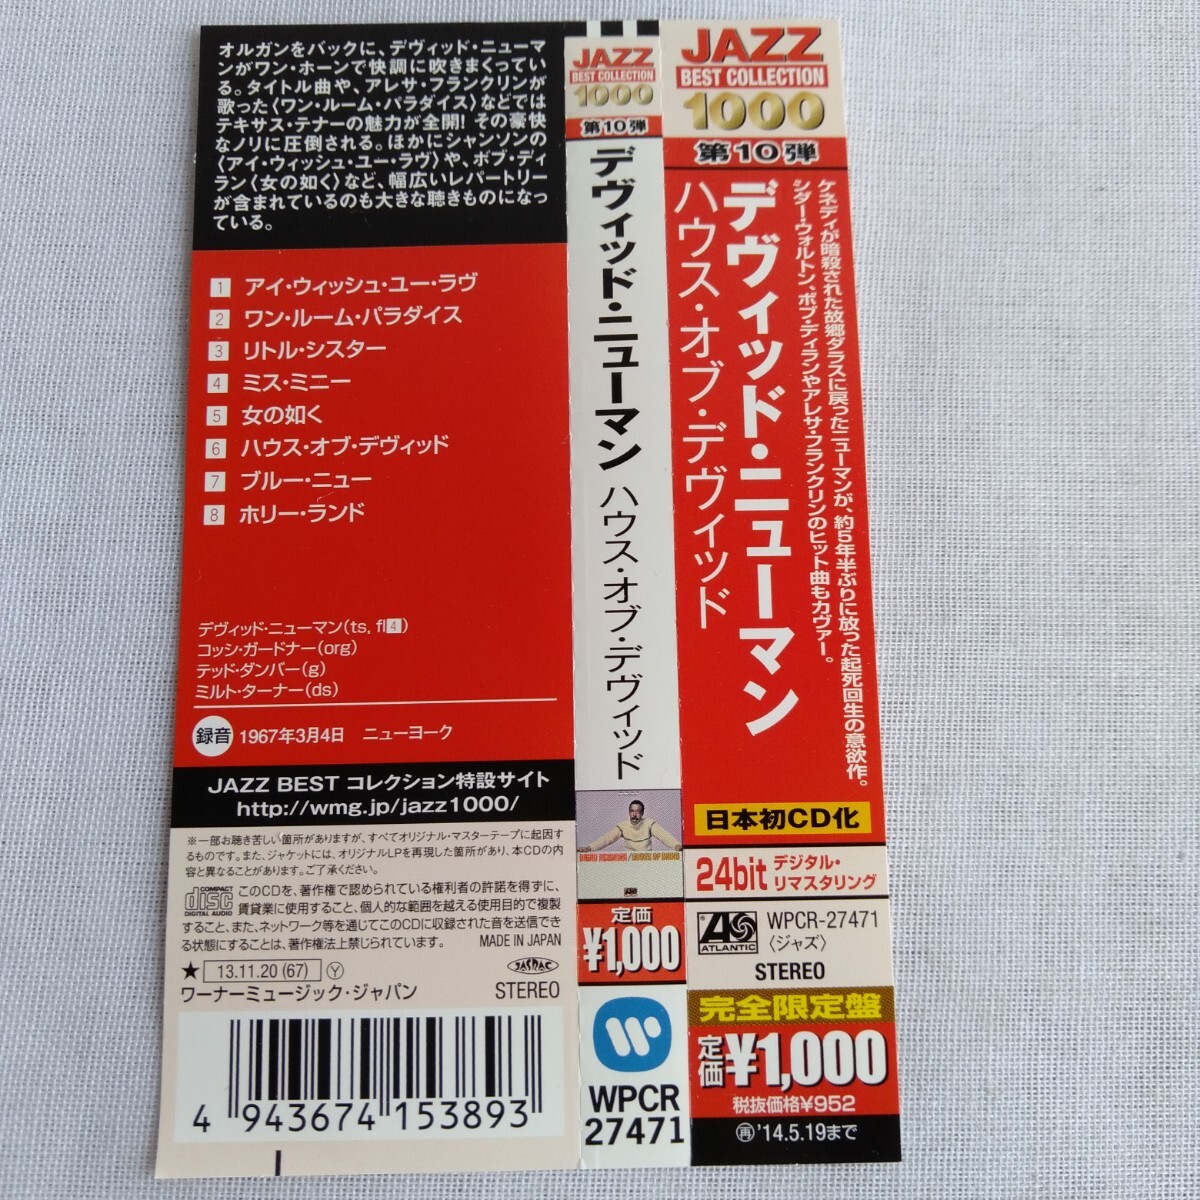 オルガンをバックに、デヴィッド・ニューマ
ンがワン・ホーンで快調に吹きまくってい
る。タイトル曲や、アレサ・フランクリンが
歌った〈ワン・ルーム・パラダイス〉などでは
テキサス・テナーの魅力が全開！その豪快
なノリに圧倒される。ほかにシャンソンの
〈アイ・ウィッシュ・ユー・ラヴ〉や、ボブ・ディ
ラン〈女の如く〉など、幅広いレパートリー
が含まれているのも大きな聴きものになっ
ている。
1 アイ・ウィッシュ・ユー・ラヴ
2 ワン・ルーム・パラダイス
3 リトル・シスター
4 ミス・ミニー
5 女の如く
6 ハウス・オブ・デヴィッド
7 ブルー・ニュー
8 ホリー・ランド
デヴィッド・ニューマン(ts, fl4)
コッシ・ガードナー(org)
テッド・ダンバー(g)
ミルト・ターナー(ds)
録音 1967年3月4日 ニューヨーク
JAZZ BEST コレクション特設サイト
http://wmg.jp/jazz1000/
※一部お聴き苦しい箇所がありますが、すべてオリジナル・マスターテープに起因す
るものです。また、ジャケットには、オリジナルLPを再現した箇所があり、本CDの内
容と異なることがあります。ご了承ください。
COMPACT
disc
DIGITAL AUDIO
このCDを、著作権で認められている権利者の許諾を得ずに、
賃貸業に使用すること、個人的な範囲を越える使用目的で複製
すること、また、ネットワーク等を通じてこのCDに収録された音を送信でき
る状態にすることは、著作権法上禁じられています。
MADE IN JAPAN
★ 13.11.20 (67) Ⓨ
JASRAC
ワーナーミュージック・ジャパン
STEREO
4 943674 153893
JAZZ
BEST COLLECTION
1000
第10弾
デヴィッド・ニューマン ハウス・オブ・デヴィッド
定価
¥1,000
WPCR
27471
JAZZ
BEST COLLECTION
1000
第10弾
ケネディが暗殺された故郷ダラスに戻ったニューマンが、約5年半ぶりに放った起死回生の意欲作。
シダー・ウォルトン、ボブ・ディランやアレサ・フランクリンのヒット曲もカヴァー。
デヴィッド・ニューマン
ハウス・オブ・デヴィッド
日本初CD化
24bit デジタル・
リマスタリング
ATLANTIC
WPCR-27471
〈ジャズ〉
STEREO
完全限定盤
定価 ¥1,000
税抜価格¥952
再 '14.5.19まで